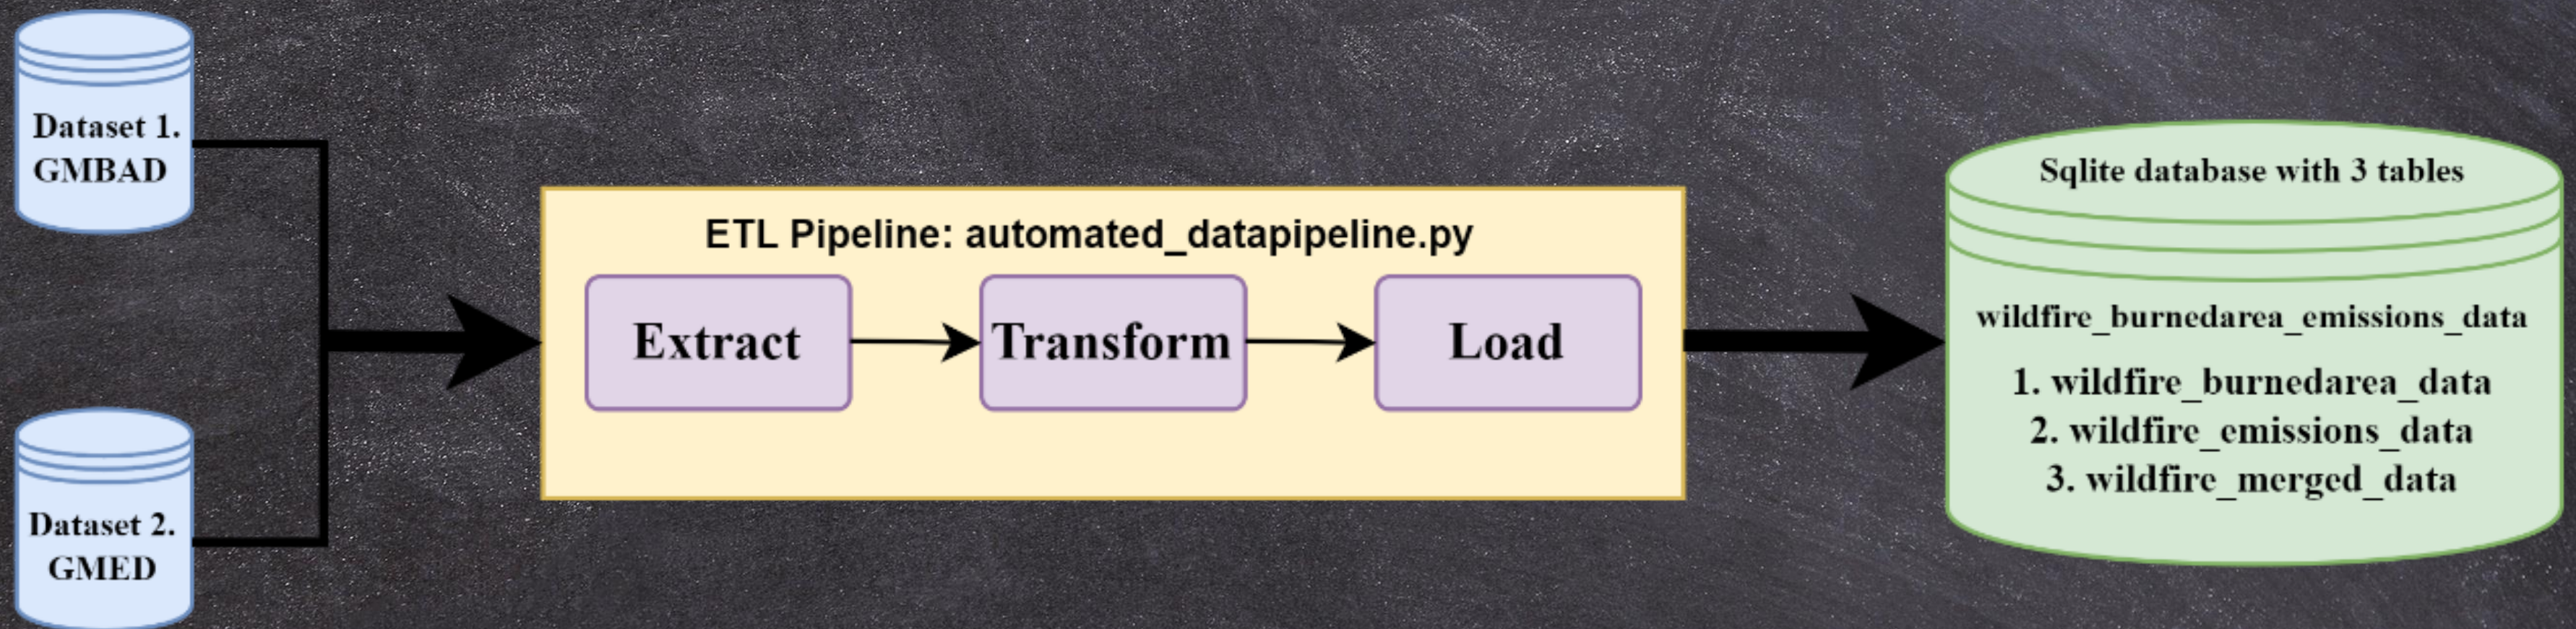 Dataset 1.
GMBAD
Dataset 2.
GMED
ETL Pipeline: automated_datapipeline.py
Extract
Transform
Load
Sqlite database with 3 tables
wildfire_burnedarea_emissions_data
1. wildfire_burnedarea_data
2. wildfire_emissions_data
3. wildfire_merged_data